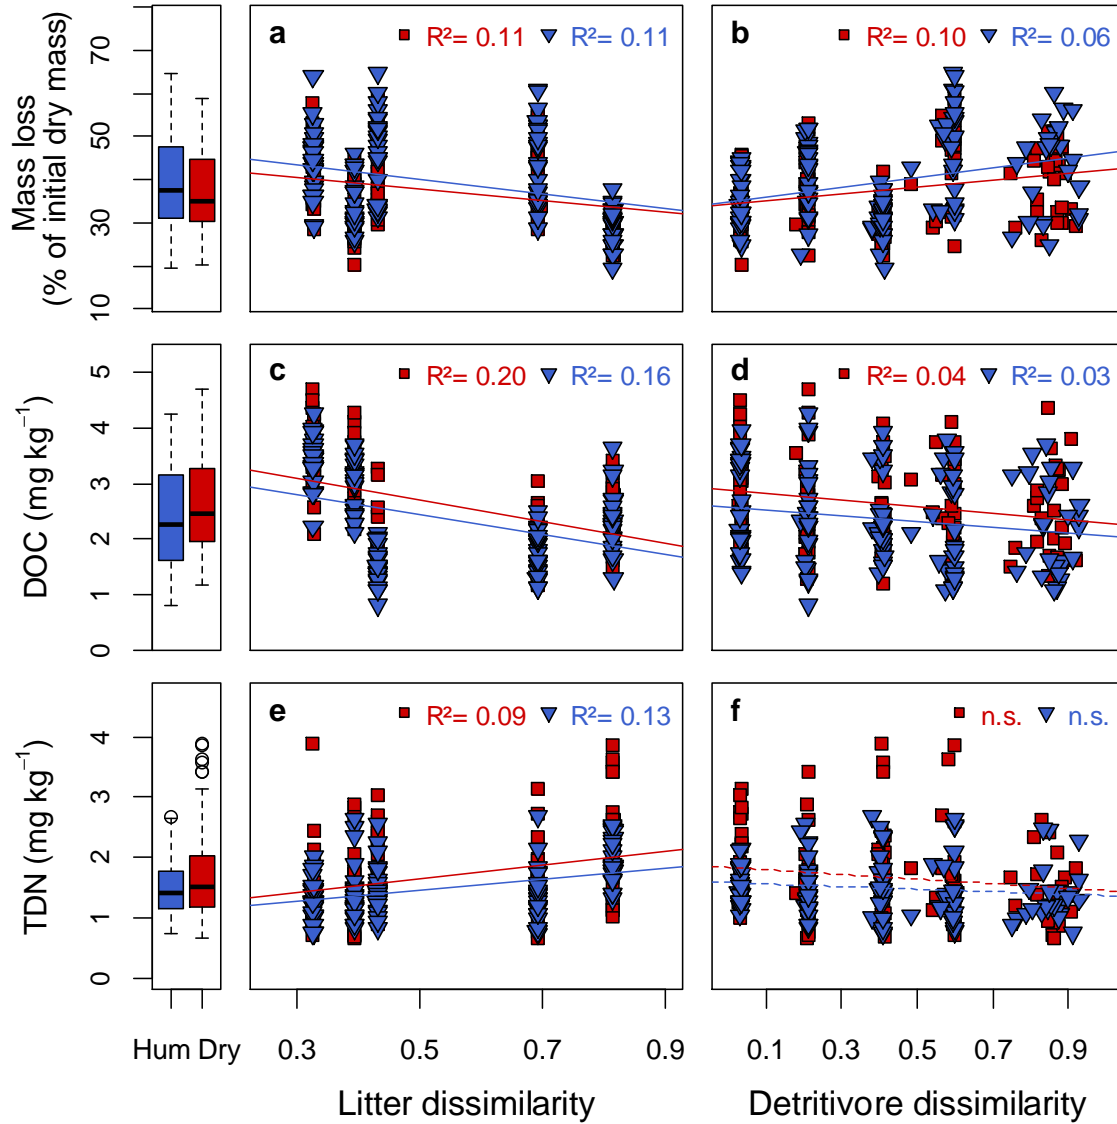 a
R²= 0.11
R²= 0.11
b
R²= 0.10
R²= 0.06
Mass loss
(% of initial dry mass)
70
50
30
10
c
R²= 0.20
R²= 0.16
d
R²= 0.04
R²= 0.03
DOC (mg kg⁻¹)
5
4
3
2
1
0
e
R²= 0.09
R²= 0.13
f
n.s.
n.s.
TDN (mg kg⁻¹)
4
3
2
1
0
Hum Dry
0.3 0.5 0.7 0.9
0.1 0.3 0.5 0.7 0.9
Litter dissimilarity
Detritivore dissimilarity